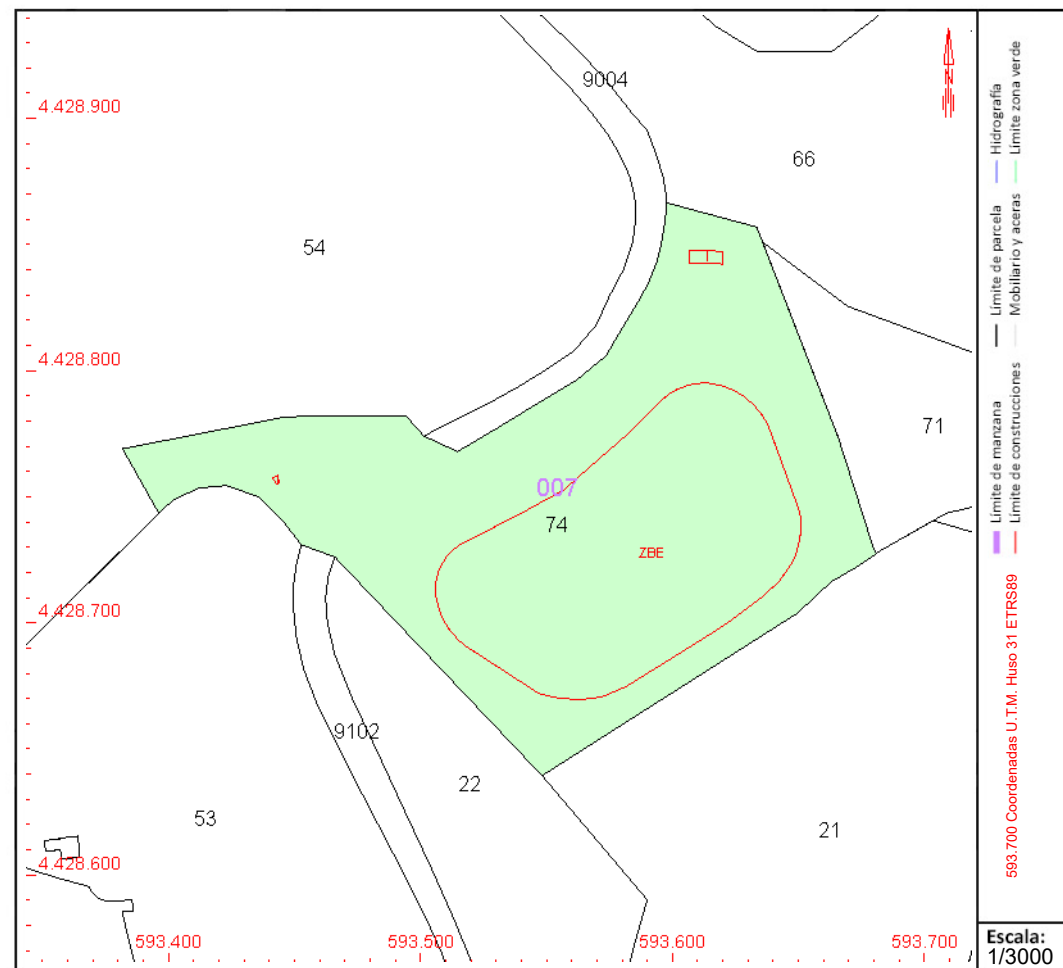 9004
4.428.900
66
54
4.428.800
71
007
74
ZBE
4.428.700
9102
22
53
21
4.428.600
593.400
593.500
593.600
593.700
N
Hidrografía
Límite zona verde
Límite de parcela
Mobiliario y aceras
Límite de manzana
Límite de construcciones
593.700 Coordenadas U.T.M. Huso 31 ETRS89
Escala:
1/3000